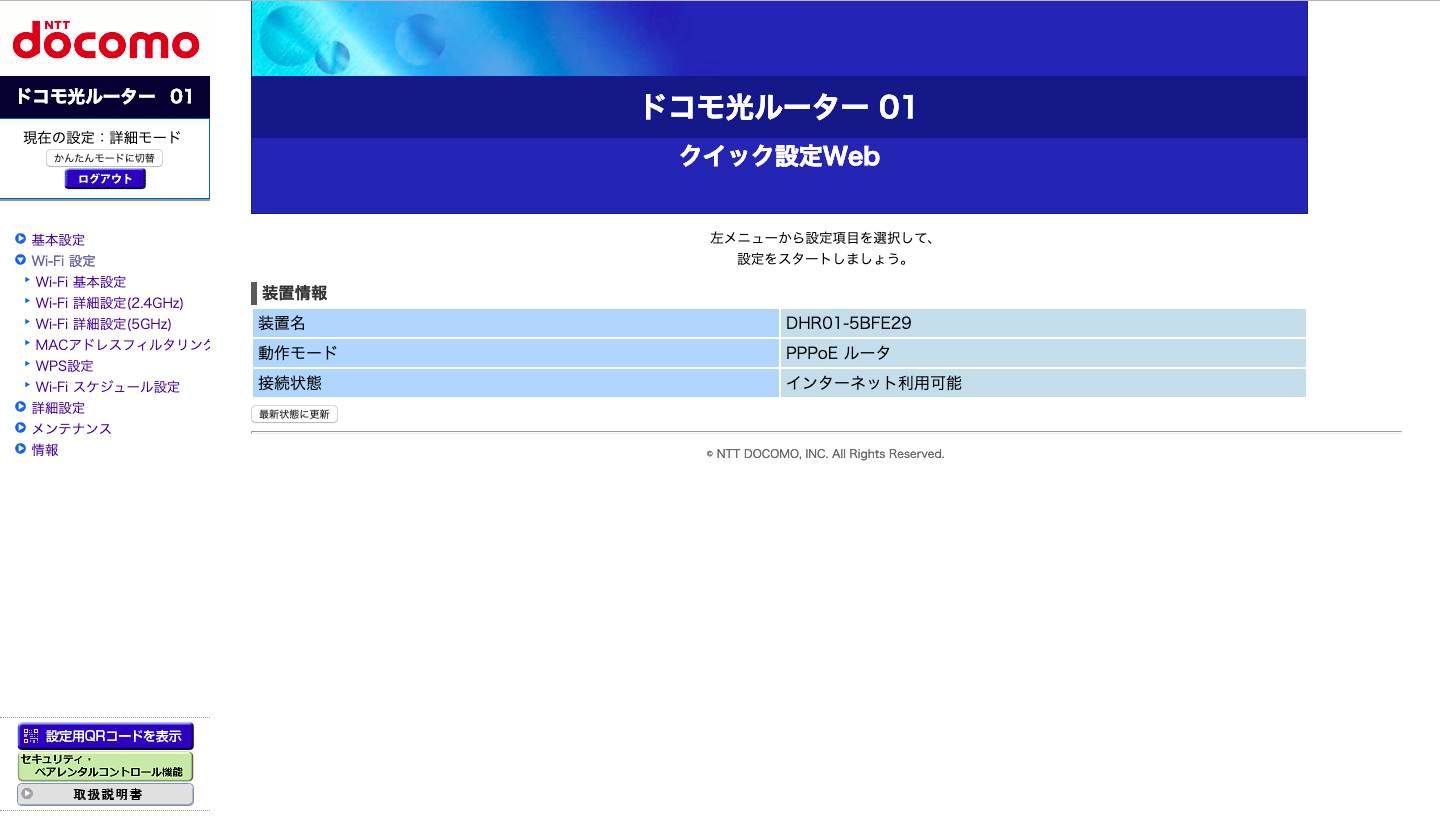 NTT
docomo
ドコモ光ルーター 01
現在の設定：詳細モード
かんたんモードに切替
ログアウト
基本設定
Wi-Fi 設定
Wi-Fi 基本設定
Wi-Fi 詳細設定(2.4GHz)
Wi-Fi 詳細設定(5GHz)
MACアドレスフィルタリング
WPS設定
Wi-Fi スケジュール設定
詳細設定
メンテナンス
情報
設定用QRコードを表示
セキュリティ・
ペアレンタルコントロール機能
取扱説明書
ドコモ光ルーター 01
クイック設定Web
左メニューから設定項目を選択して、
設定をスタートしましょう。
装置情報
装置名 DHR01-5BFE29
動作モード PPPoE ルータ
接続状態 インターネット利用可能
最新状態に更新
© NTT DOCOMO, INC. All Rights Reserved.